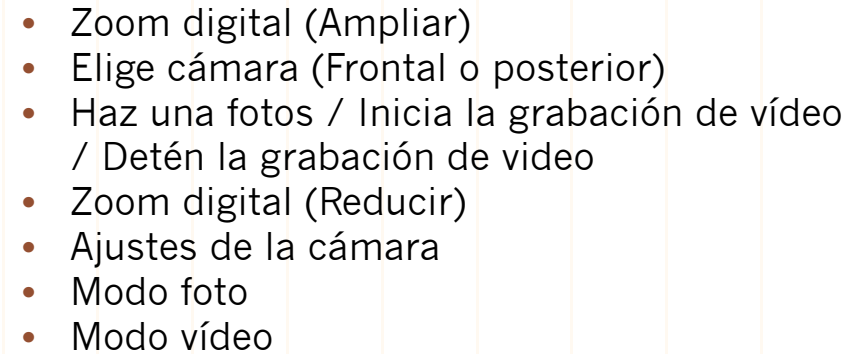 • Zoom digital (Ampliar)
• Elige cámara (Frontal o posterior)
• Haz una fotos / Inicia la grabación de vídeo
/ Detén la grabación de video
• Zoom digital (Reducir)
• Ajustes de la cámara
• Modo foto
• Modo vídeo